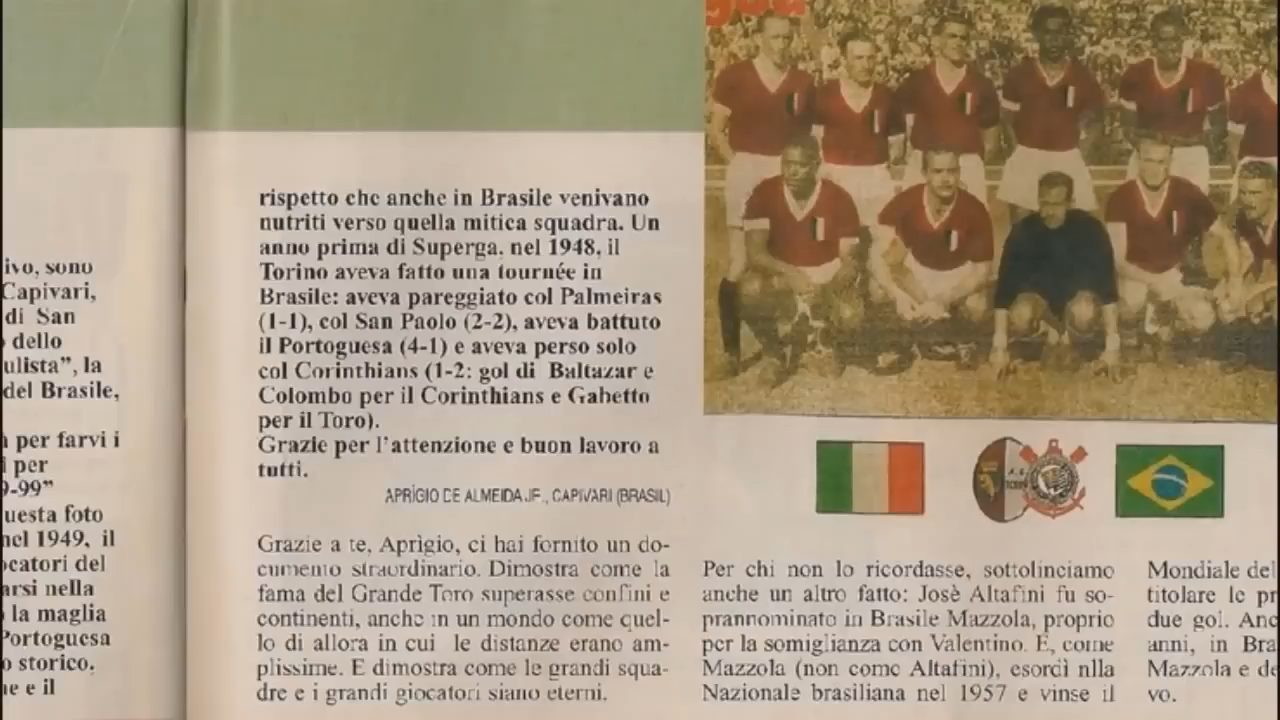 ivo, sono
Capivari,
di San
dello
ulista”, la
del Brasile,
per farvi i
i per
9-99”
uesta foto
nel 1949, il
ocatori del
arsi nella
la maglia
Portoguesa
o storico.
ne e il
rispetto che anche in Brasile venivano
nutriti verso quella mitica squadra. Un
anno prima di Superga, nel 1948, il
Torino aveva fatto una tournée in
Brasile: aveva pareggiato col Palmeiras
(1-1), col San Paolo (2-2), aveva battuto
il Portoguesa (4-1) e aveva perso solo
col Corinthians (1-2: gol di Baltazar e
Colombo per il Corinthians e Gabetto
per il Toro).
Grazie per l’attenzione e buon lavoro a
tutti.
APRÌGIO DE ALMEIDA JF., CAPIVARI (BRASIL)
Grazie a te, Aprìgio, ci hai fornito un do-
cumento straordinario. Dimostra come la
fama del Grande Toro superasse confini e
continenti, anche in un mondo come quel-
lo di allora in cui le distanze erano am-
plissime. E dimostra come le grandi squa-
dre e i grandi giocatori siano eterni.
Per chi non lo ricordasse, sottolineiamo
anche un altro fatto: Josè Altafini fu so-
prannominato in Brasile Mazzola, proprio
per la somiglianza con Valentino. E, come
Mazzola (non come Altafini), esordì nlla
Nazionale brasiliana nel 1957 e vinse il
Mondiale del
titolare le pr
due gol. Anc
anni, in Bra
Mazzola e de
vo.